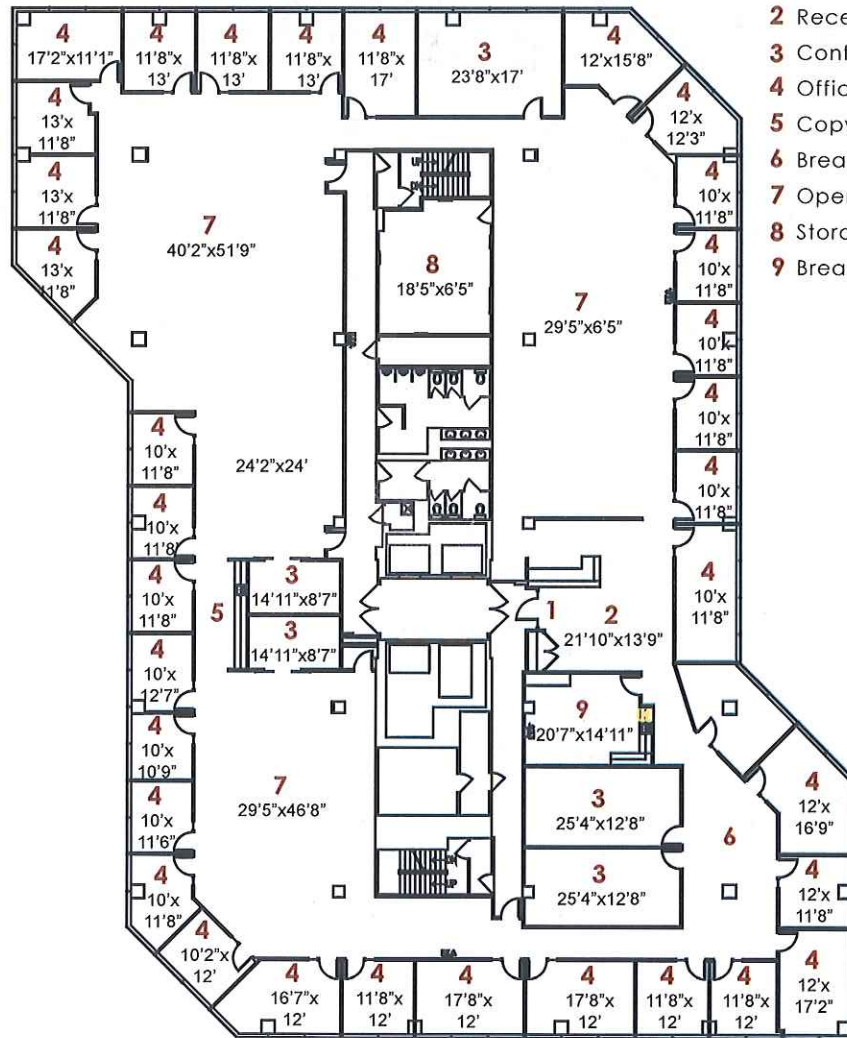 4
17'2"x11'1"
4
11'8"x
13'
4
11'8"x
13'
4
11'8"x
13'
4
11'8"x
17'
3
23'8"x17'
4
12'x15'8"
4
12'x
12'3"
2 Rece
3 Conf
4 Offic
5 Copy
6 Brea
7 Oper
8 Stora
9 Brea
4
13'x
11'8"
4
13'x
11'8"
4
13'x
11'8"
7
40'2"x51'9"
UP
DN
8
18'5"x6'5"
7
29'5"x6'5"
4
10'x
11'8"
4
10'x
11'8"
4
10'x
11'8"
4
10'x
11'8"
4
10'x
11'8"
4
10'x
11'8"
24'2"x24'
4
10'x
11'8"
4
10'x
11'8'
4
10'x
11'8"
4
10'x
12'7"
4
10'x
10'9"
4
10'x
11'6"
4
10'x
11'8"
5
3
14'11"x8'7"
3
14'11"x8'7"
1
2
21'10"x13'9"
9
20'7"x14'11"
7
29'5"x46'8"
3
25'4"x12'8"
3
25'4"x12'8"
6
DN
UP
4
12'x
16'9"
4
12'x
11'8"
4
12'x
17'2"
4
10'2"x
12'
4
16'7"x
12'
4
11'8"x
12'
4
17'8"x
12'
4
17'8"x
12'
4
11'8"x
12'
4
11'8"x
12'